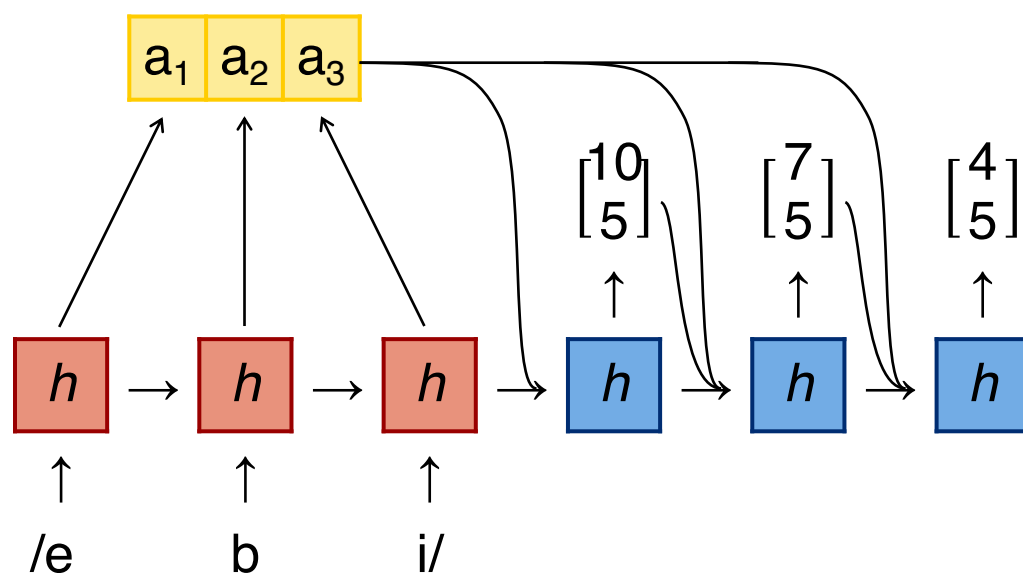 a₁ a₂ a₃
[10 5] [7 5] [4 5]
h h h h h h
/e b i/